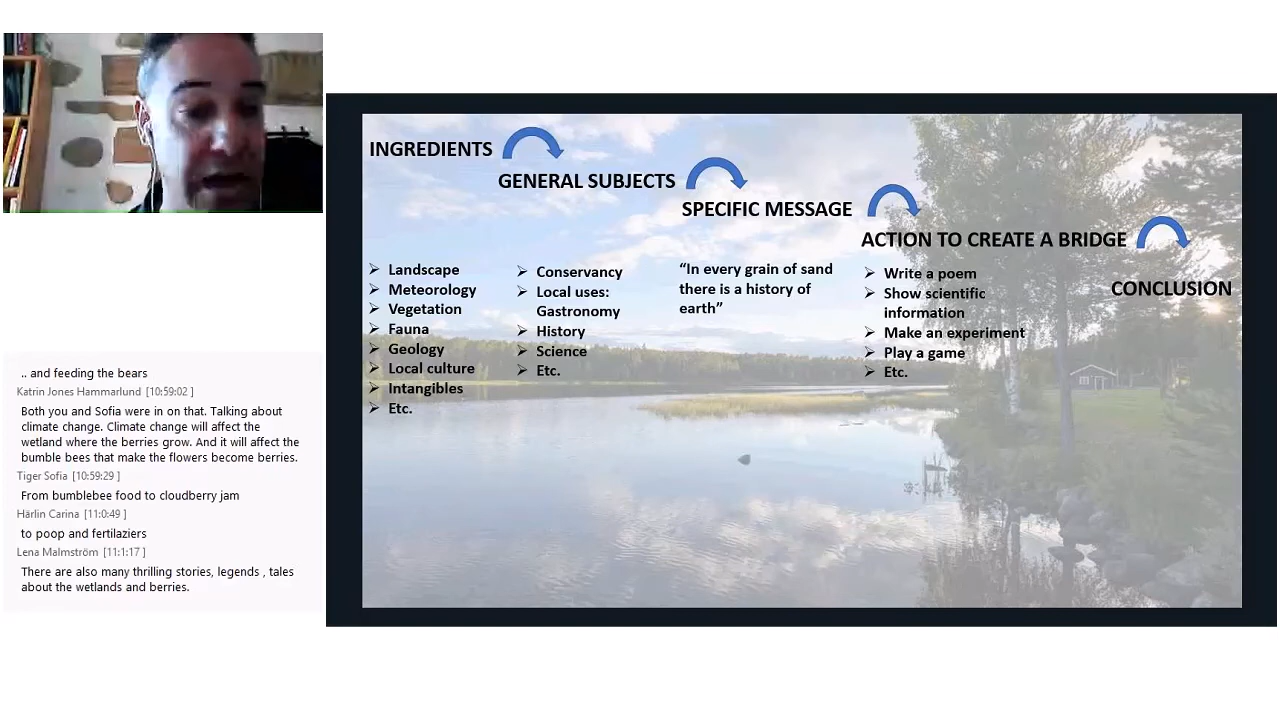 INGREDIENTS
GENERAL SUBJECTS
SPECIFIC MESSAGE
ACTION TO CREATE A BRIDGE
CONCLUSION
➢ Landscape
➢ Meteorology
➢ Vegetation
➢ Fauna
➢ Geology
➢ Local culture
➢ Intangibles
➢ Etc.
➢ Conservancy
➢ Local uses:
Gastronomy
➢ History
➢ Science
➢ Etc.
“In every grain of sand
there is a history of
earth”
➢ Write a poem
➢ Show scientific
information
➢ Make an experiment
➢ Play a game
➢ Etc.
.. and feeding the bears
Katrin Jones Hammarlund [10:59:02 ]
Both you and Sofia were in on that. Talking about
climate change. Climate change will affect the
wetland where the berries grow. And it will affect the
bumble bees that make the flowers become berries.
Tiger Sofia [10:59:29 ]
From bumblebee food to cloudberry jam
Härlin Carina [11:0:49 ]
to poop and fertilaziers
Lena Malmström [11:1:17 ]
There are also many thrilling stories, legends , tales
about the wetlands and berries.